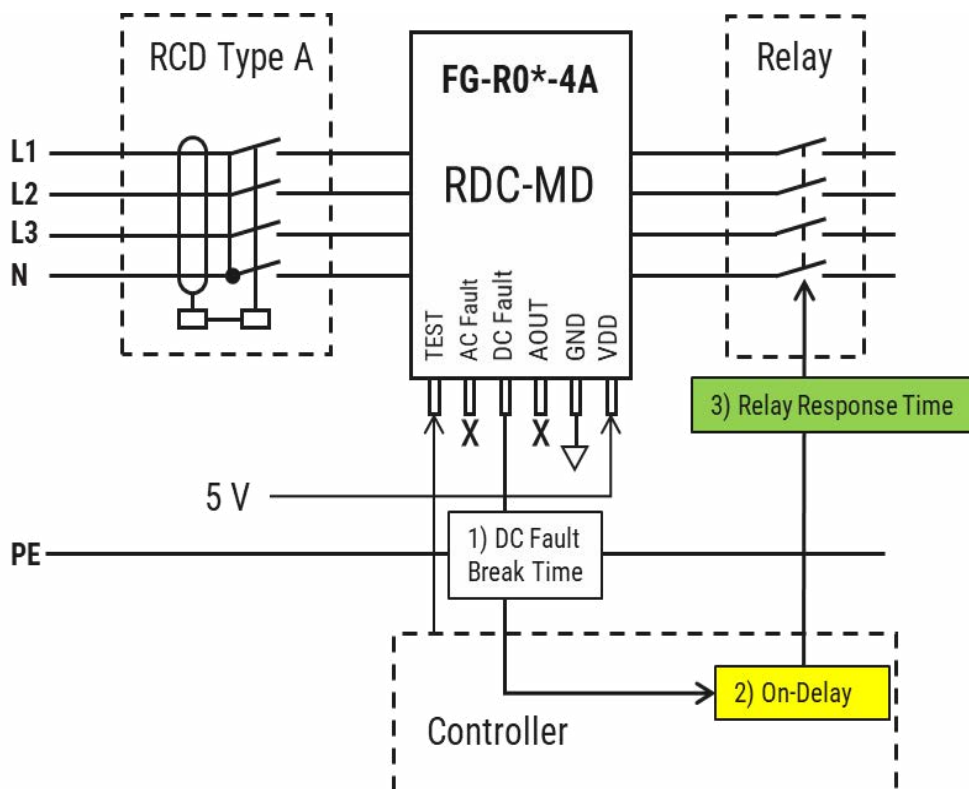 RCD Type A
FG-R0*-4A
RDC-MD
Relay
L1
L2
L3
N
TEST
AC Fault
DC Fault
AOUT
GND
VDD
X
X
3) Relay Response Time
5 V
PE
1) DC Fault
Break Time
2) On-Delay
Controller